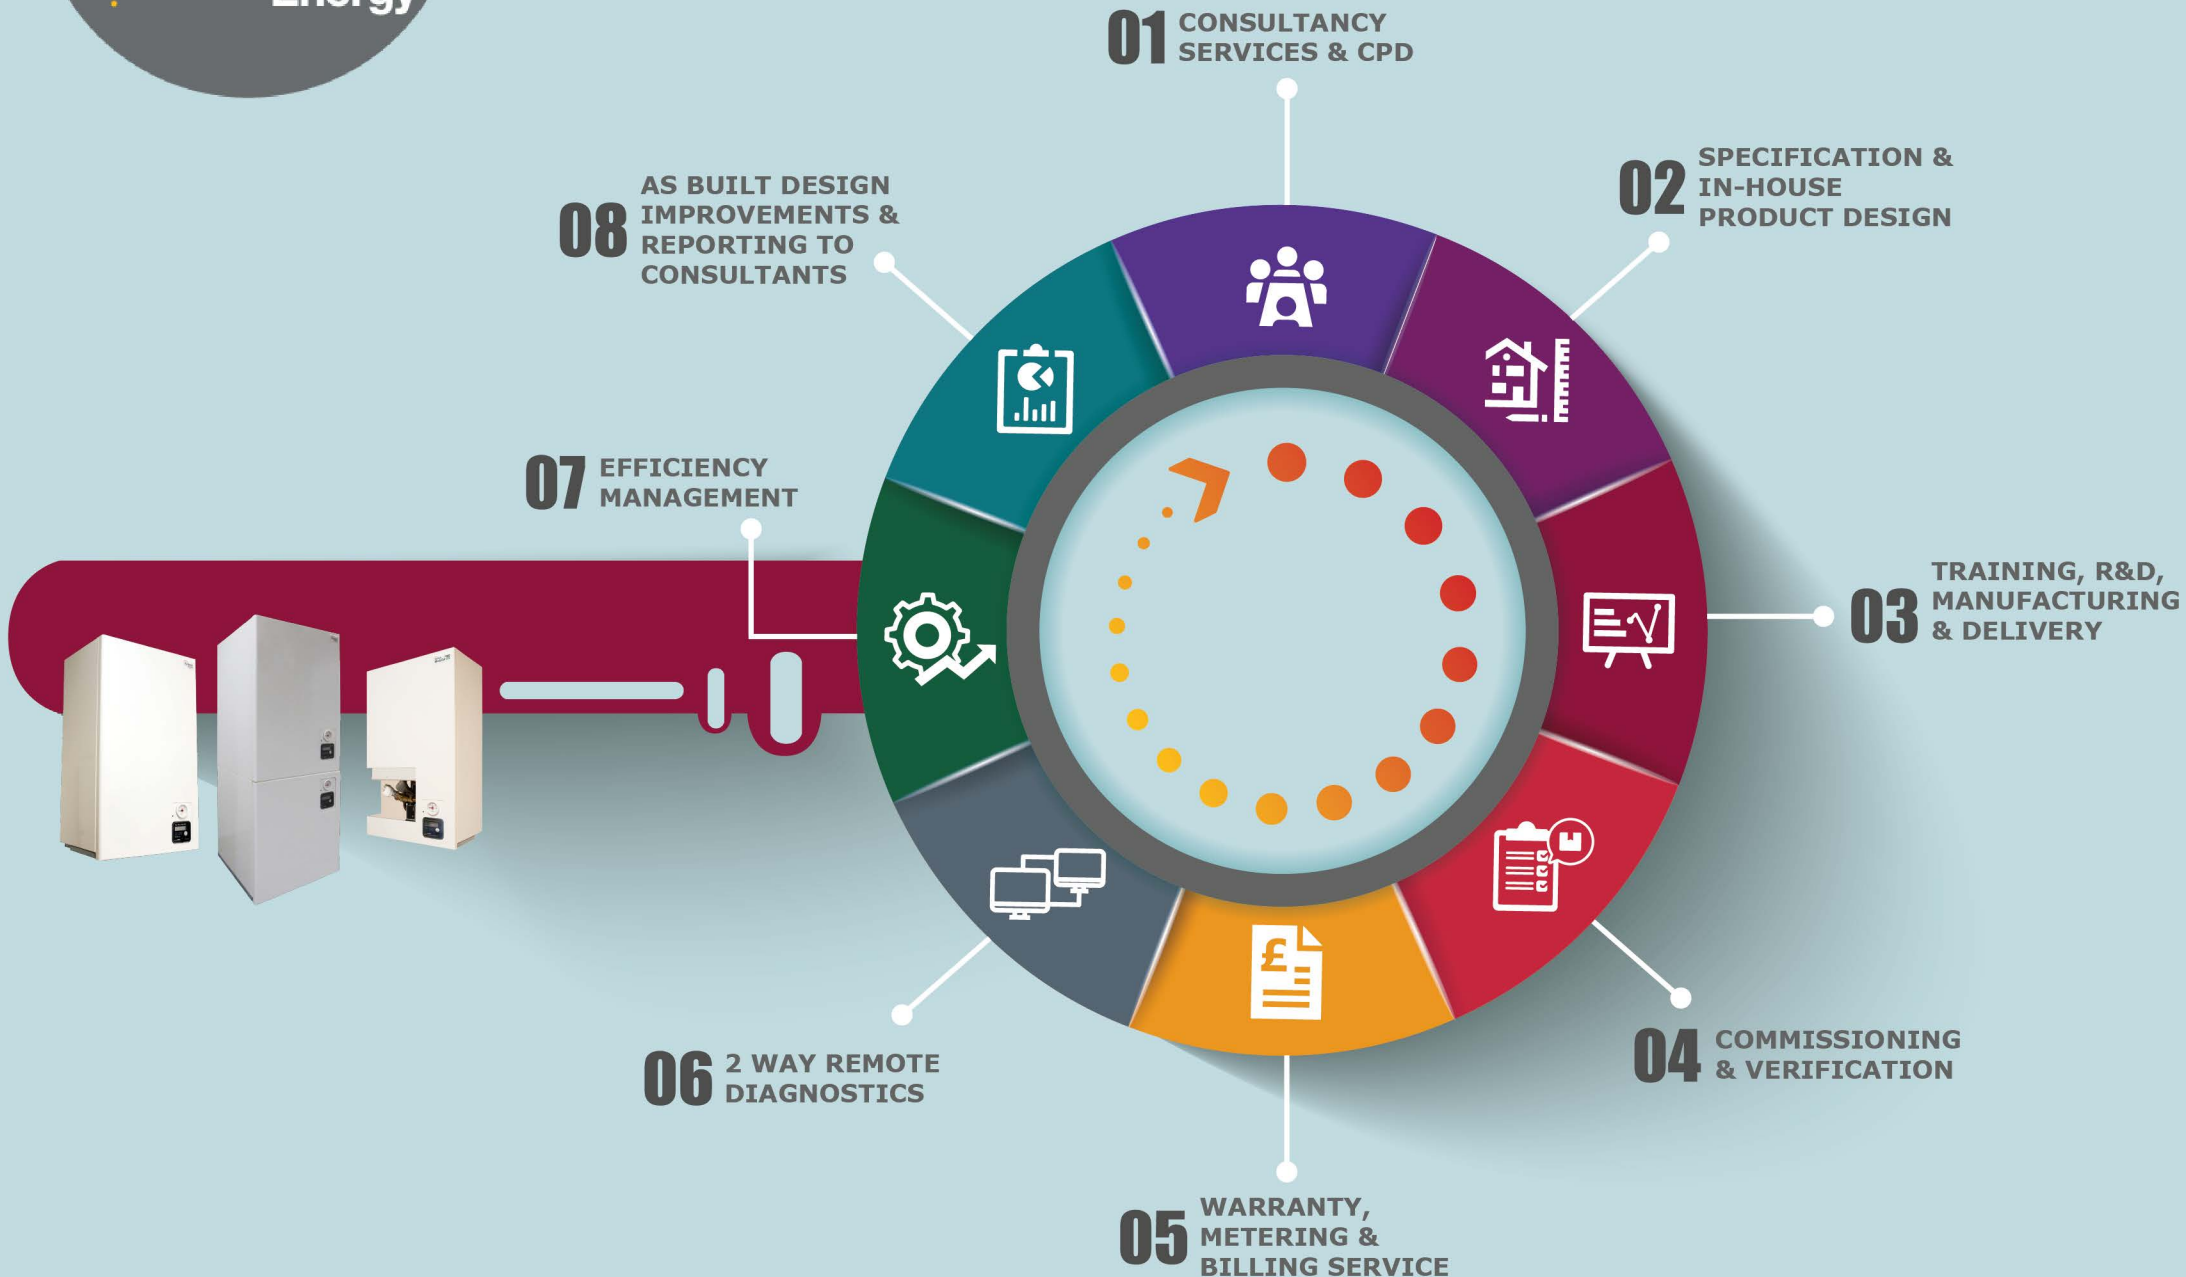 Energy
01
CONSULTANCY
SERVICES & CPD
02
SPECIFICATION &
IN-HOUSE
PRODUCT DESIGN
03
TRAINING, R&D,
MANUFACTURING
& DELIVERY
04
COMMISSIONING
& VERIFICATION
05
WARRANTY,
METERING &
BILLING SERVICE
06
2 WAY REMOTE
DIAGNOSTICS
07
EFFICIENCY
MANAGEMENT
08
AS BUILT DESIGN
IMPROVEMENTS &
REPORTING TO
CONSULTANTS
£